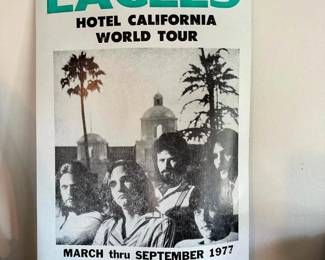 EAGLES
HOTEL CALIFORNIA
WORLD TOUR
MARCH thru SEPTEMBER 1977